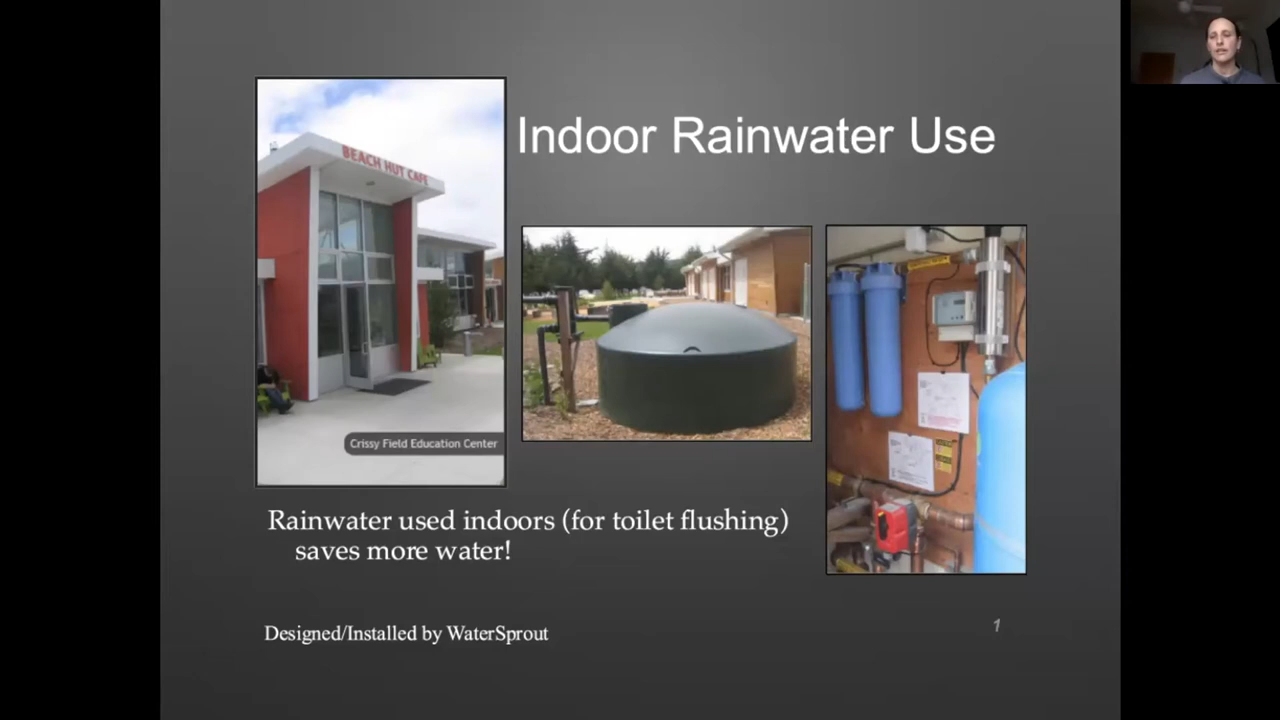 Indoor Rainwater Use
BEACH HUT CAFE
Crissy Field Education Center
Rainwater used indoors (for toilet flushing)
saves more water!
Designed/Installed by WaterSprout
1